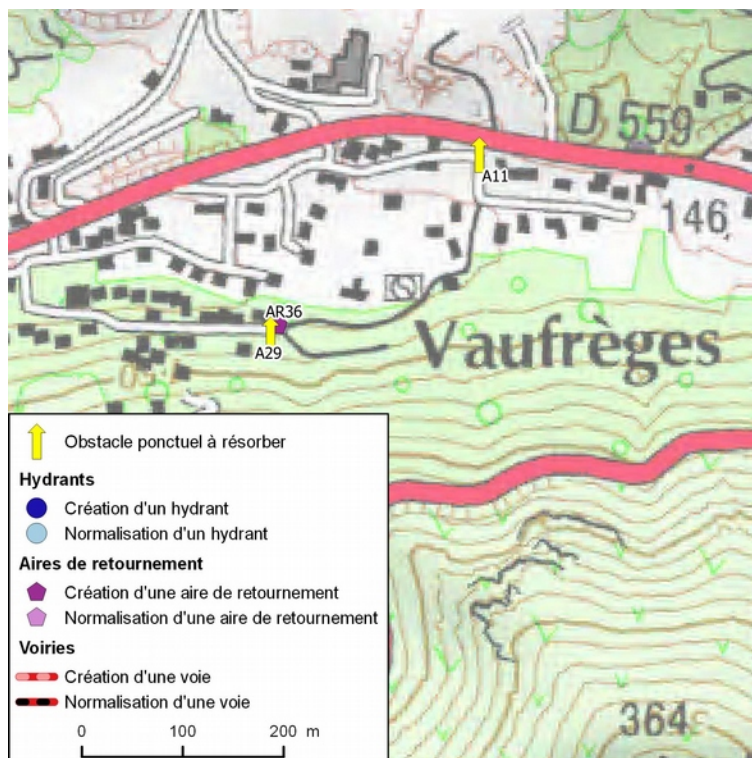 D 559
A11
146
AR36
A29
Vaufrèges
Obstacle ponctuel à résorber
Hydrants
Création d'un hydrant
Normalisation d'un hydrant
Aires de retournement
Création d'une aire de retournement
Normalisation d'une aire de retournement
Voiries
Création d'une voie
Normalisation d'une voie
0 100 200 m
364